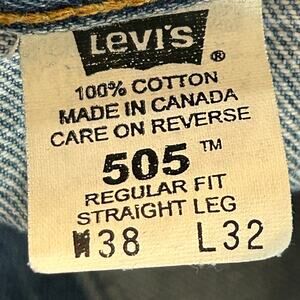 LEVI'S ®
100% COTTON
MADE IN CANADA
CARE ON REVERSE
505 ™
REGULAR FIT
STRAIGHT LEG
W38 L32